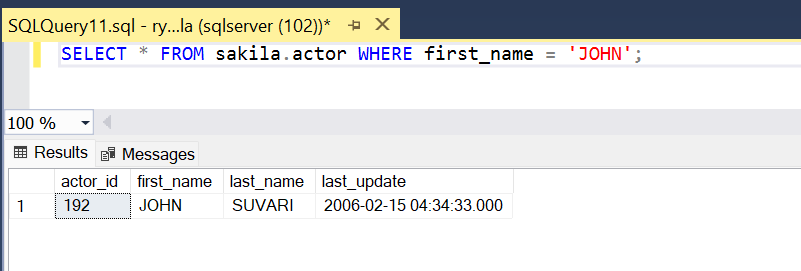 SQLQuery11.sql - ry...la (sqlserver (102))*
SELECT * FROM sakila.actor WHERE first_name = 'JOHN';
100 %
Results Messages
actor_id first_name last_name last_update
1 192 JOHN SUVARI 2006-02-15 04:34:33.000